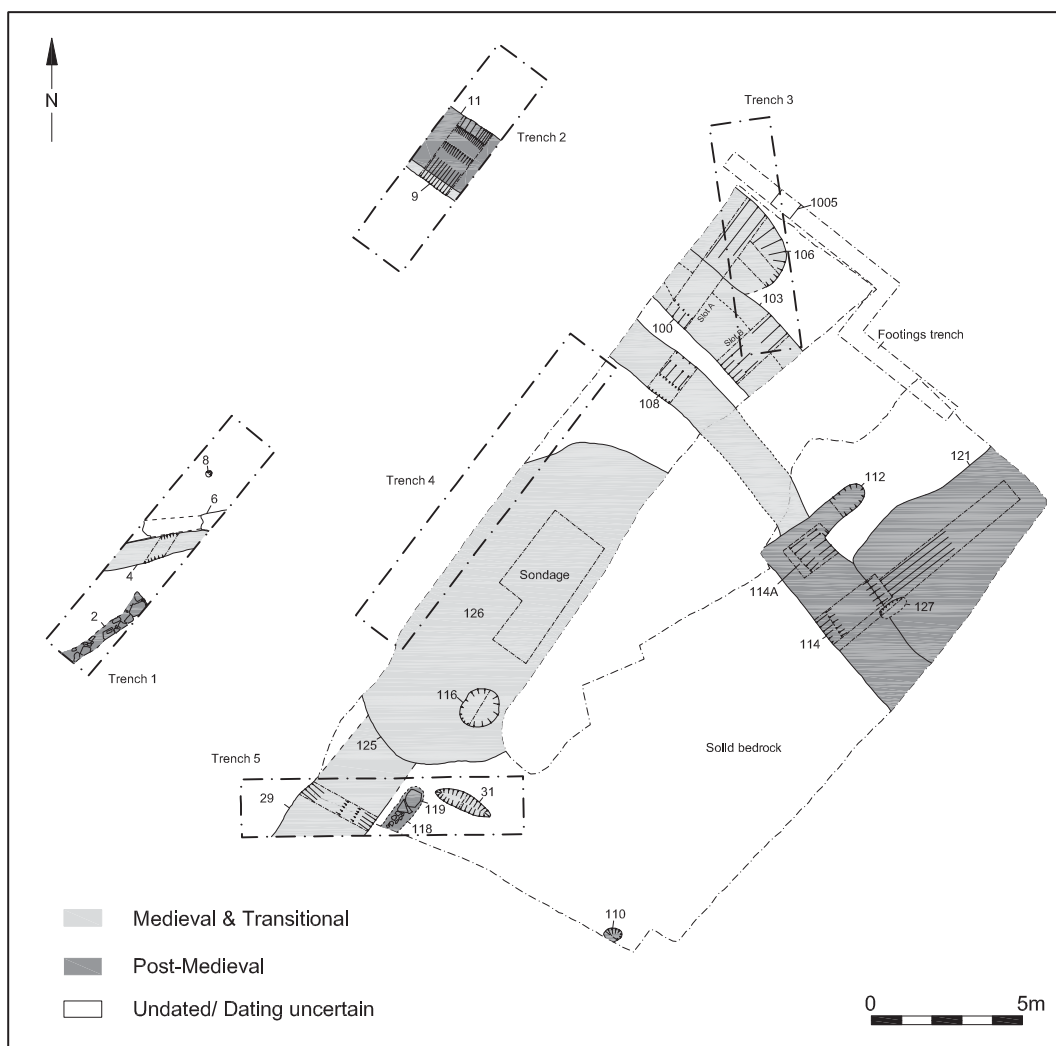 N
11
Trench 2
9
Trench 3
1005
106
103
100
Slot A
Slot B
Footings trench
108
8
6
4
2
Trench 1
Trench 4
121
112
Sondage
126
114A
127
114
116
125
Solid bedrock
Trench 5
29
31
119
118
110
Medieval & Transitional
Post-Medieval
Undated/ Dating uncertain
0 5m